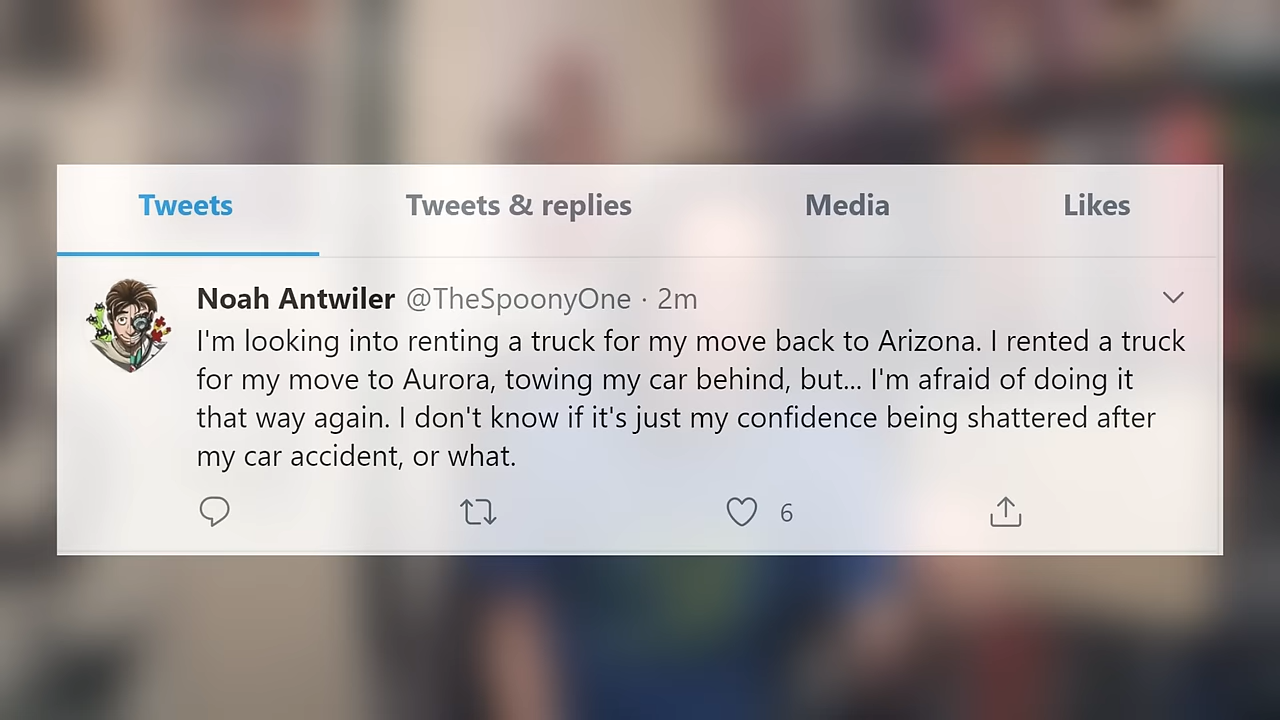 Tweets Tweets & replies Media Likes
Noah Antwiler @TheSpoonyOne · 2m
I'm looking into renting a truck for my move back to Arizona. I rented a truck
for my move to Aurora, towing my car behind, but... I'm afraid of doing it
that way again. I don't know if it's just my confidence being shattered after
my car accident, or what.
6